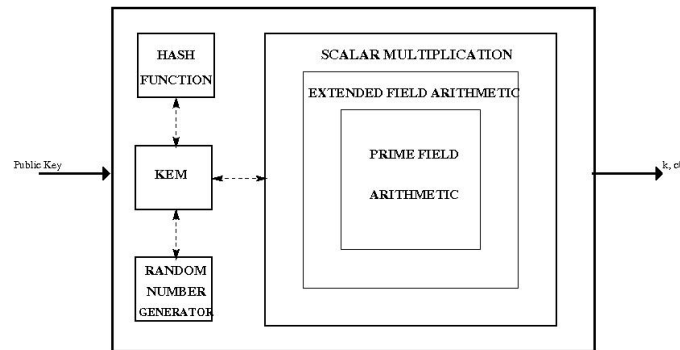 HASH
FUNCTION
SCALAR MULTIPLICATION
EXTENDED FIELD ARITHMETIC
PRIME FIELD
ARITHMETIC
Public Key
KEM
k,
RANDOM
NUMBER
GENERATOR